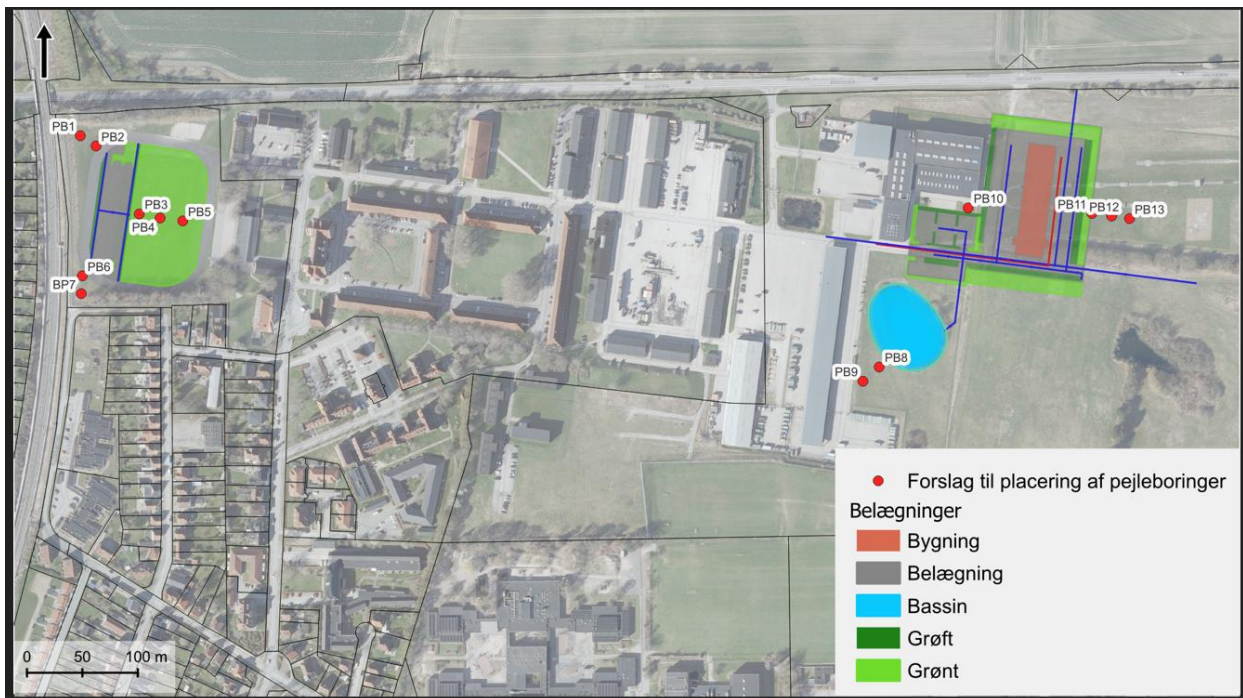 PB1
PB2
PB3
PB4
PB5
PB6
BP7
PB10
PB11
PB12
PB13
PB8
PB9
Forslag til placering af pejleboringer
Belægninger
Bygning
Belægning
Bassin
Grøft
Grønt
0 50 100 m